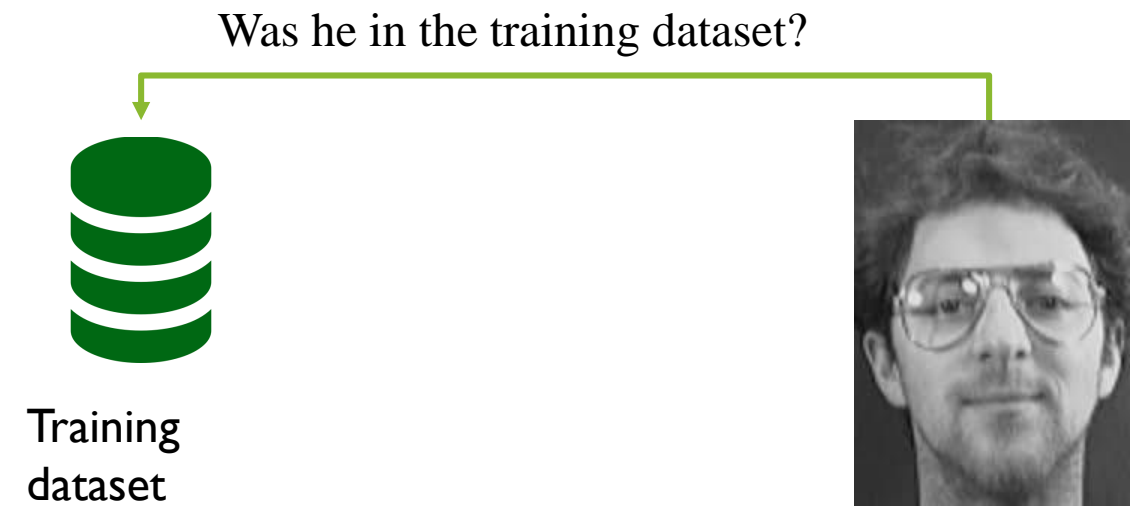 Was he in the training dataset?
Training
dataset